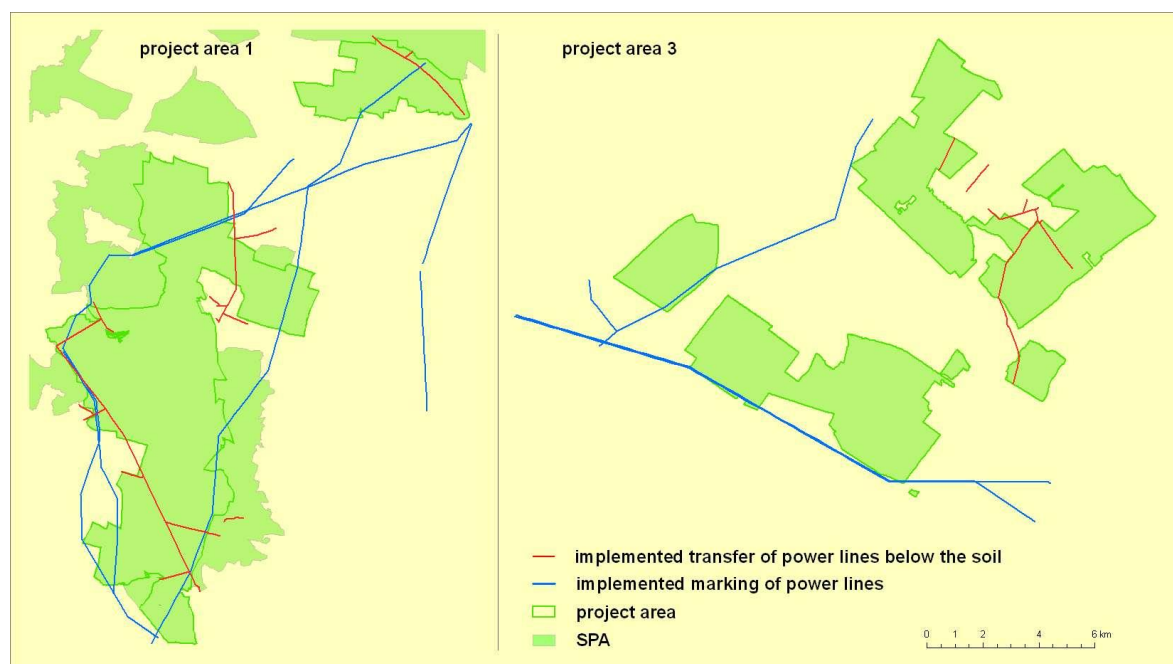 project area 1
project area 3
implemented transfer of power lines below the soil
implemented marking of power lines
project area
SPA
0 1 2 4 6 km